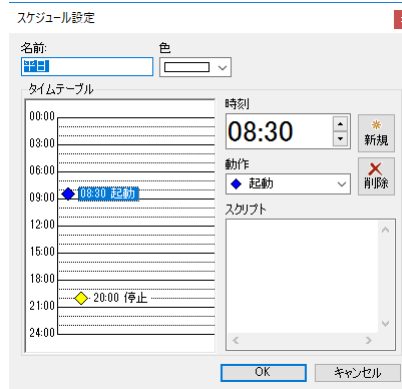 スケジュール設定
名前:
色
平日
タイムテーブル
時刻
00:00
08:30
新規
03:00
動作
06:00
起動
削除
08:30 起動
09:00
スクリプト
12:00
15:00
18:00
20:00 停止
21:00
24:00
OK
キャンセル